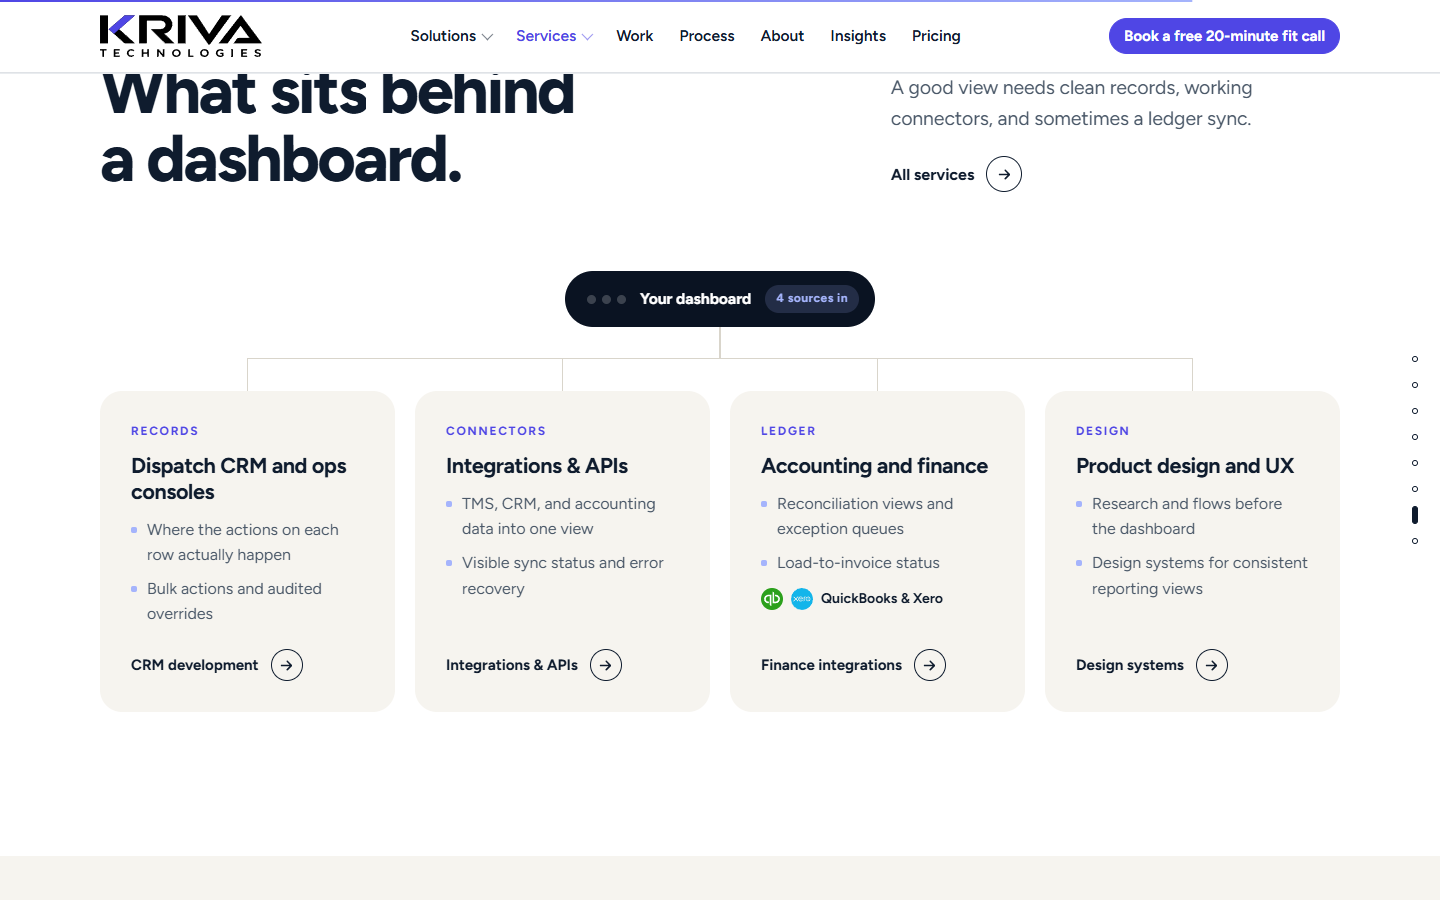 KRIVA
TECHNOLOGIES
Solutions
Services
Work
Process
About
Insights
Pricing
Book a free 20-minute fit call
What sits behind
a dashboard.
A good view needs clean records, working
connectors, and sometimes a ledger sync.
All services
Your dashboard
4 sources in
RECORDS
Dispatch CRM and ops
consoles
Where the actions on each
row actually happen
Bulk actions and audited
overrides
CRM development
CONNECTORS
Integrations & APIs
TMS, CRM, and accounting
data into one view
Visible sync status and error
recovery
Integrations & APIs
LEDGER
Accounting and finance
Reconciliation views and
exception queues
Load-to-invoice status
qb
xero
QuickBooks & Xero
Finance integrations
DESIGN
Product design and UX
Research and flows before
the dashboard
Design systems for consistent
reporting views
Design systems